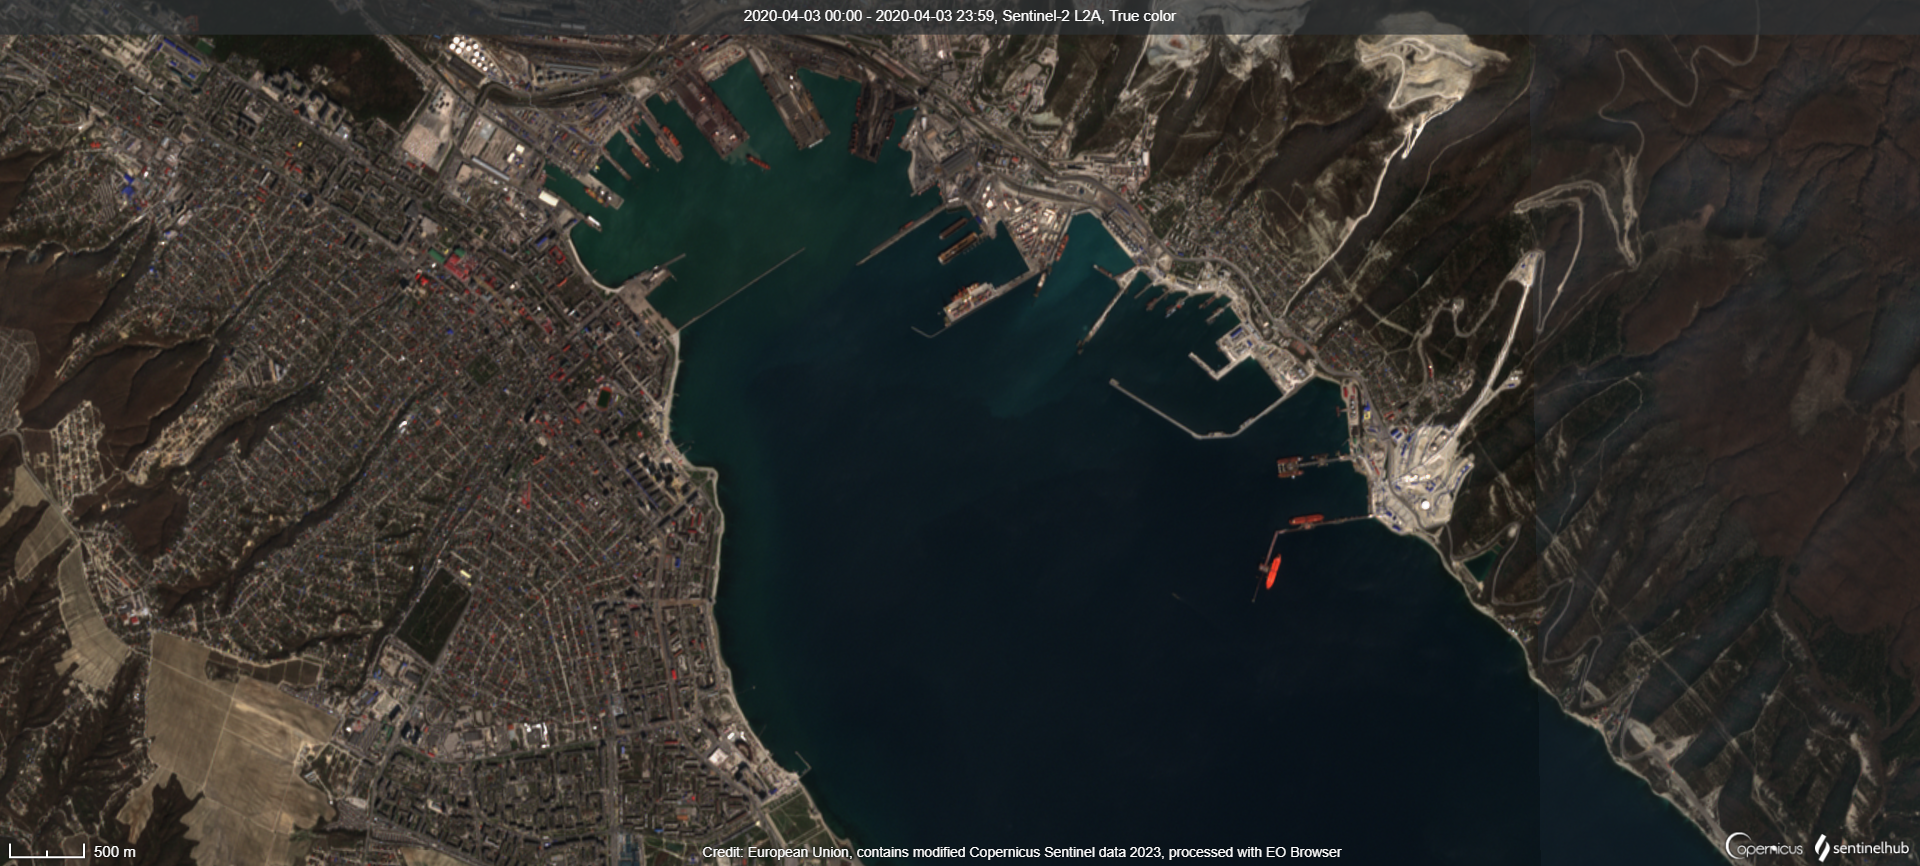 2020-04-03 00:00 - 2020-04-03 23:59, Sentinel-2 L2A, True color
500 m
Credit: European Union, contains modified Copernicus Sentinel data 2023, processed with EO Browser
Copernicus
sentinelhub